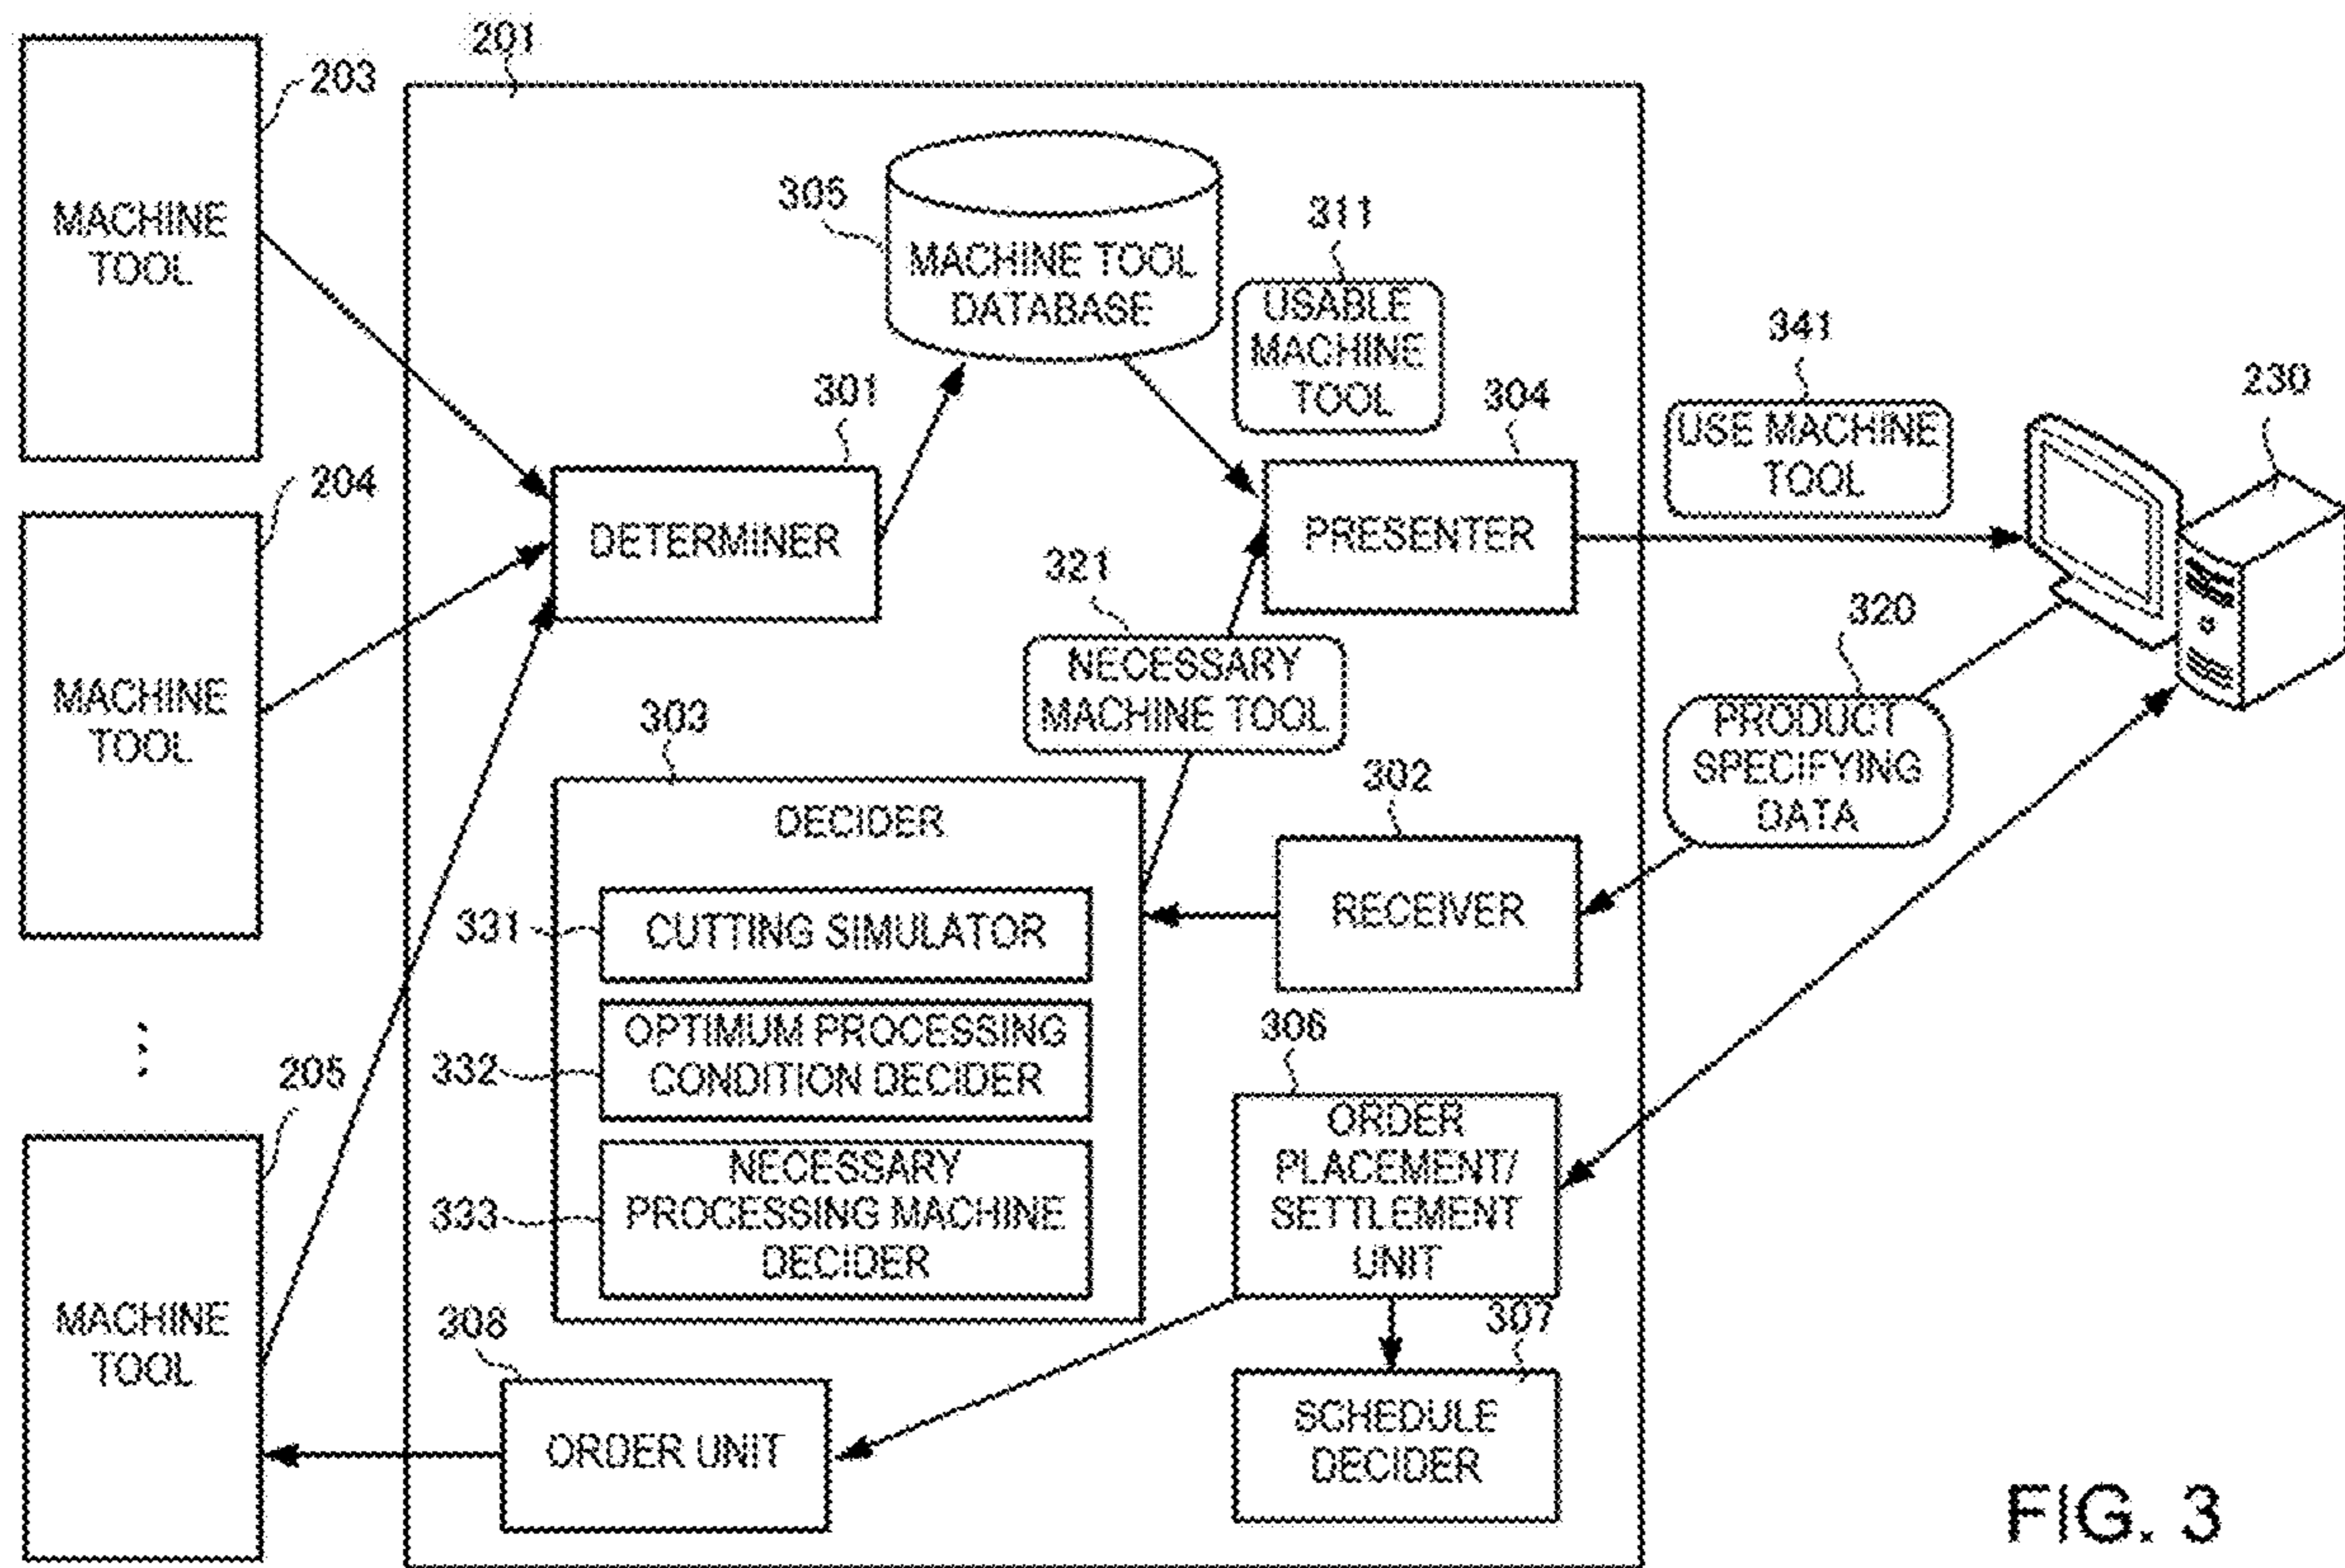 201
203
MACHINE
TOOL
305
MACHINE TOOL
DATABASE
311
USABLE
MACHINE
TOOL
341
USE MACHINE
TOOL
230
301
DETERMINER
304
PRESENTER
204
MACHINE
TOOL
321
NECESSARY
MACHINE TOOL
320
PRODUCT
SPECIFYING
DATA
303
DECIDER
331
CUTTING SIMULATOR
332
OPTIMUM PROCESSING
CONDITION DECIDER
333
NECESSARY
PROCESSING MACHINE
DECIDER
302
RECEIVER
306
ORDER
PLACEMENT/
SETTLEMENT
UNIT
205
MACHINE
TOOL
308
ORDER UNIT
307
SCHEDULE
DECIDER
FIG. 3